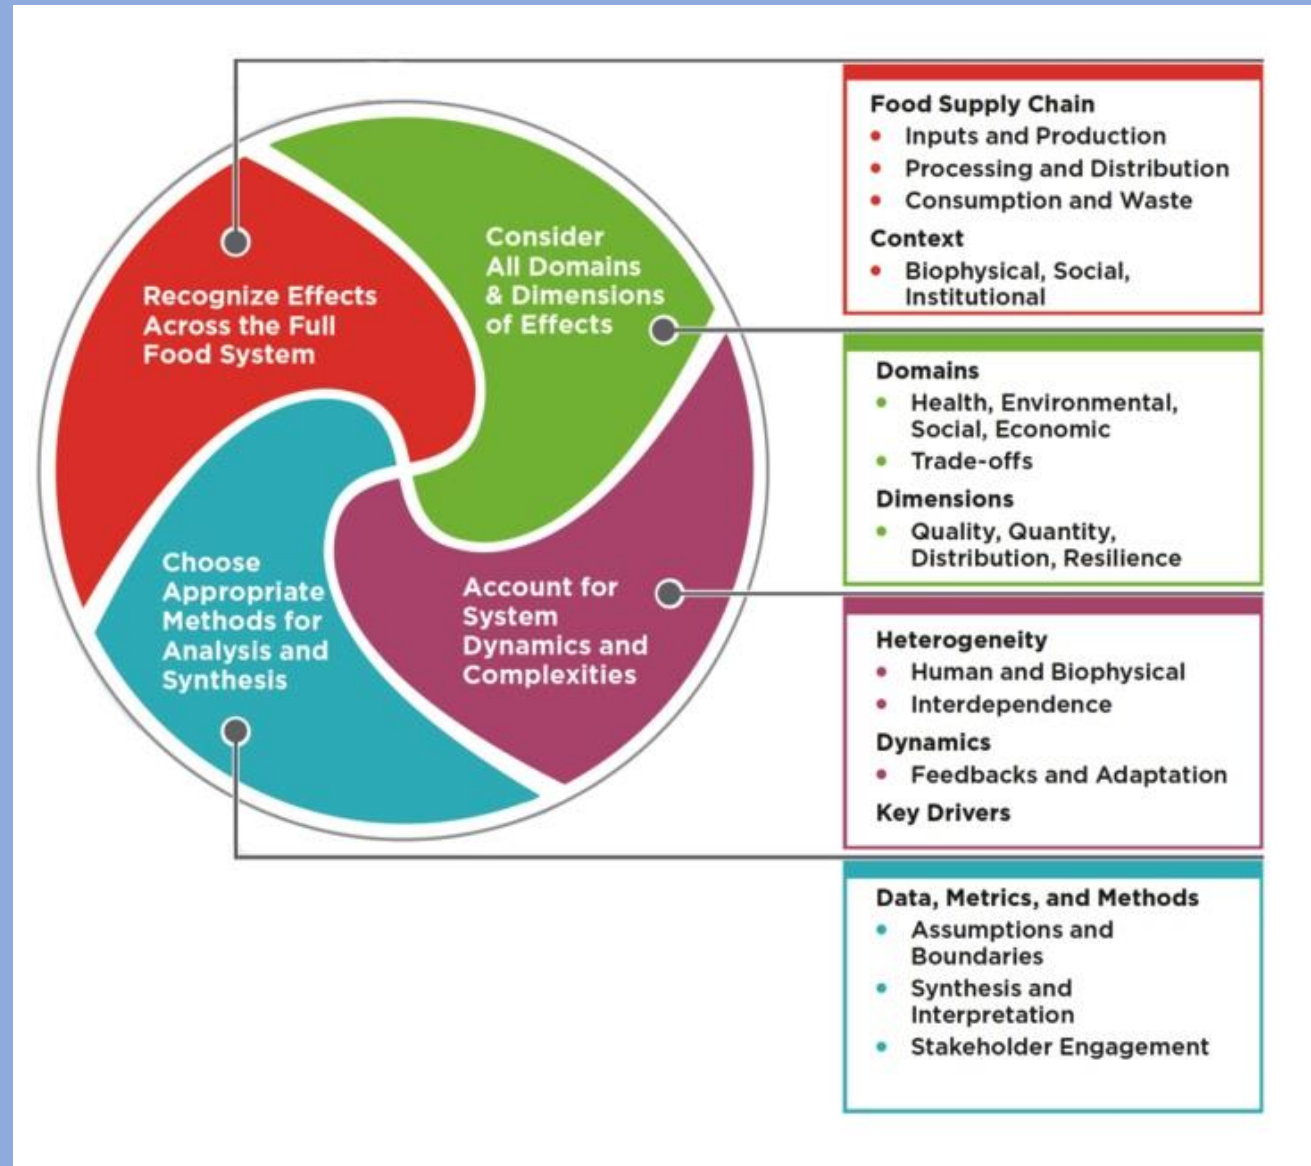 Recognize Effects
Across the Full
Food System
Consider
All Domains
& Dimensions
of Effects
Account for
System
Dynamics and
Complexities
Choose
Appropriate
Methods for
Analysis and
Synthesis
Food Supply Chain
• Inputs and Production
• Processing and Distribution
• Consumption and Waste
Context
• Biophysical, Social,
Institutional
Domains
• Health, Environmental,
Social, Economic
• Trade-offs
Dimensions
• Quality, Quantity,
Distribution, Resilience
Heterogeneity
• Human and Biophysical
• Interdependence
Dynamics
• Feedbacks and Adaptation
Key Drivers
Data, Metrics, and Methods
• Assumptions and
Boundaries
• Synthesis and
Interpretation
• Stakeholder Engagement